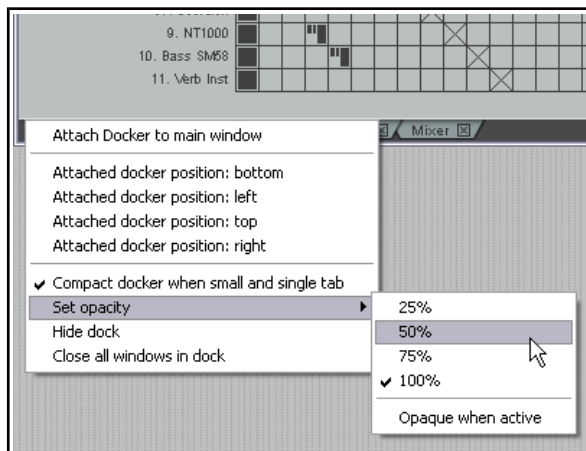 9. NT1000
10. Bass SM58
11. Verb Inst
Mixer
Attach Docker to main window
Attached docker position: bottom
Attached docker position: left
Attached docker position: top
Attached docker position: right
Compact docker when small and single tab
Set opacity
Hide dock
Close all windows in dock
25%
50%
75%
100%
Opaque when active